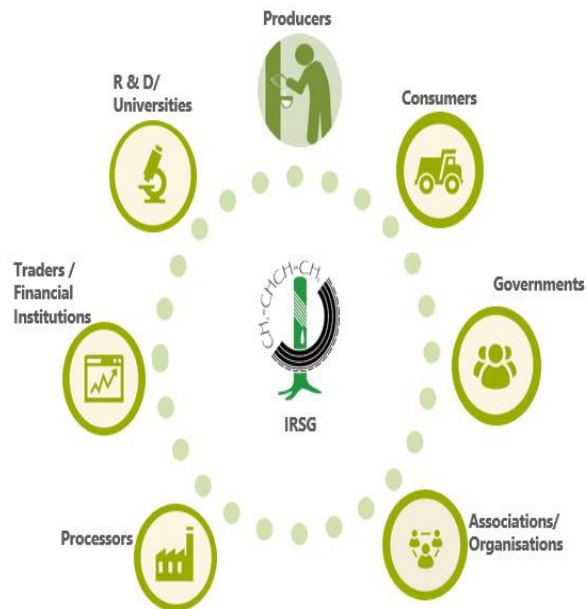 Producers
R & D/
Universities
Consumers
Traders /
Financial
Institutions
Governments
CH₂-CHCH-CH₂
IRSG
Processors
Associations/
Organisations